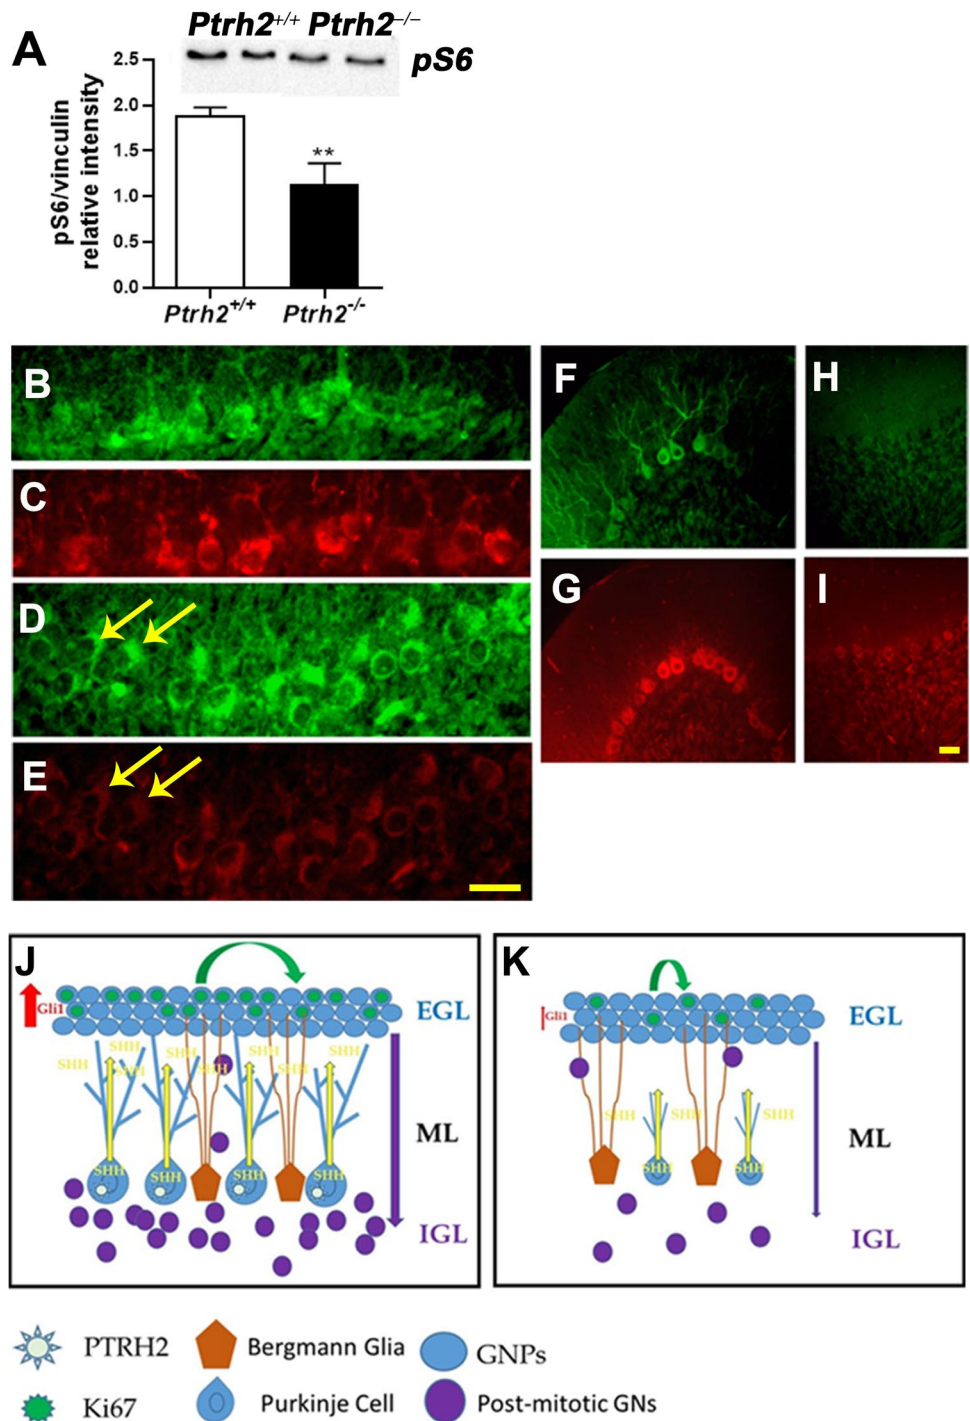 A
Ptrh2+/+ Ptrh2−/−
pS6
pS6/vinculin
relative intensity
2.5
2.0
1.5
1.0
0.5
0.0
**
Ptrh2+/+ Ptrh2-/-
B
C
D
E
F
G
H
I
J
Gli1
EGL
SHH
SHH
SHH
SHH
SHH
SHH
SHH
SHH
ML
SHH
SHH
SHH
SHH
IGL
K
Gli1
EGL
SHH
SHH
SHH
ML
SHH
SHH
IGL
PTRH2
Bergmann Glia
GNPs
Ki67
Purkinje Cell
Post-mitotic GNs